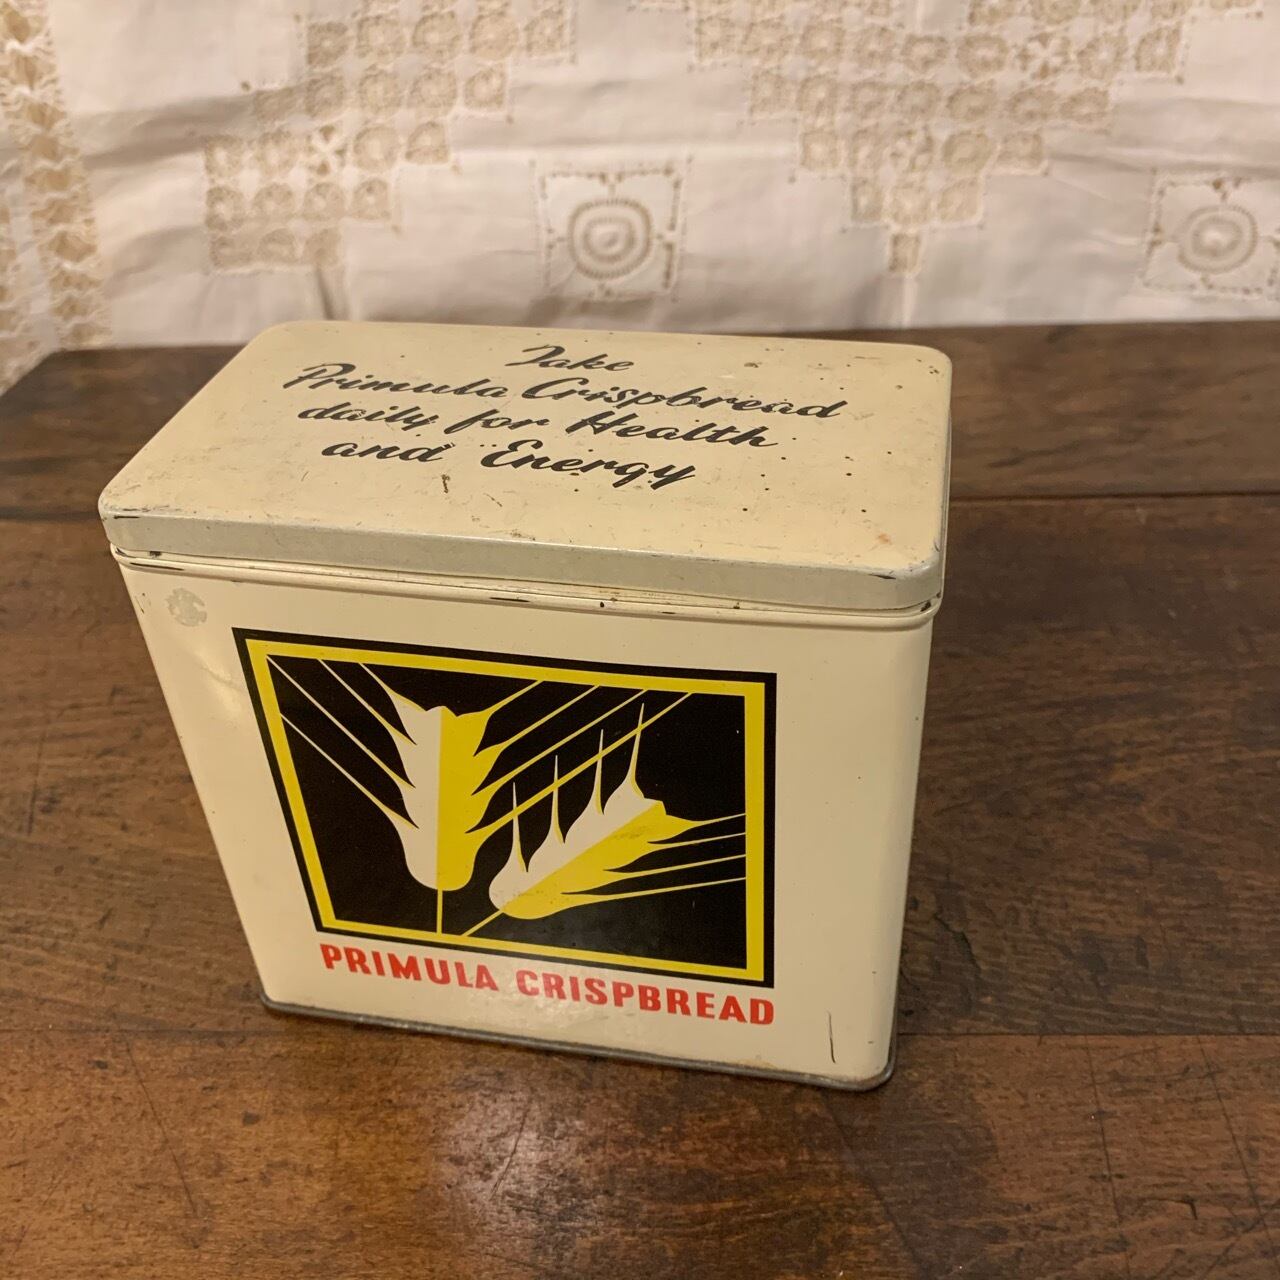 Take
Primula Crispbread
daily for Health
and Energy
PRIMULA CRISPBREAD